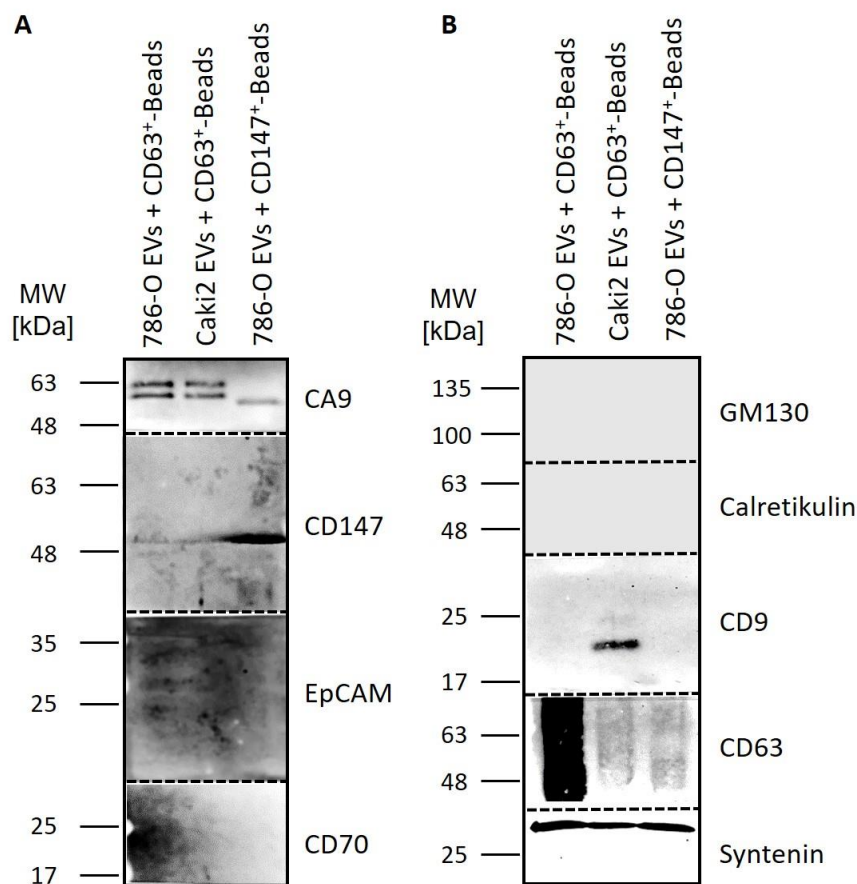 A
786-O EVs + CD63⁺-Beads
Caki2 EVs + CD63⁺-Beads
786-O EVs + CD147⁺-Beads
MW
[kDa]
63
48
CA9
63
48
CD147
35
25
EpCAM
25
17
CD70
B
786-O EVs + CD63⁺-Beads
Caki2 EVs + CD63⁺-Beads
786-O EVs + CD147⁺-Beads
MW
[kDa]
135
100
GM130
63
48
Calretikulin
25
17
CD9
63
48
CD63
25
Syntenin